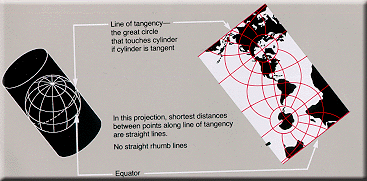 Line of tangency—
the great circle
that touches cylinder
if cylinder is tangent
In this projection, shortest distances
between points along line of tangency
are straight lines.
No straight rhumb lines
Equator